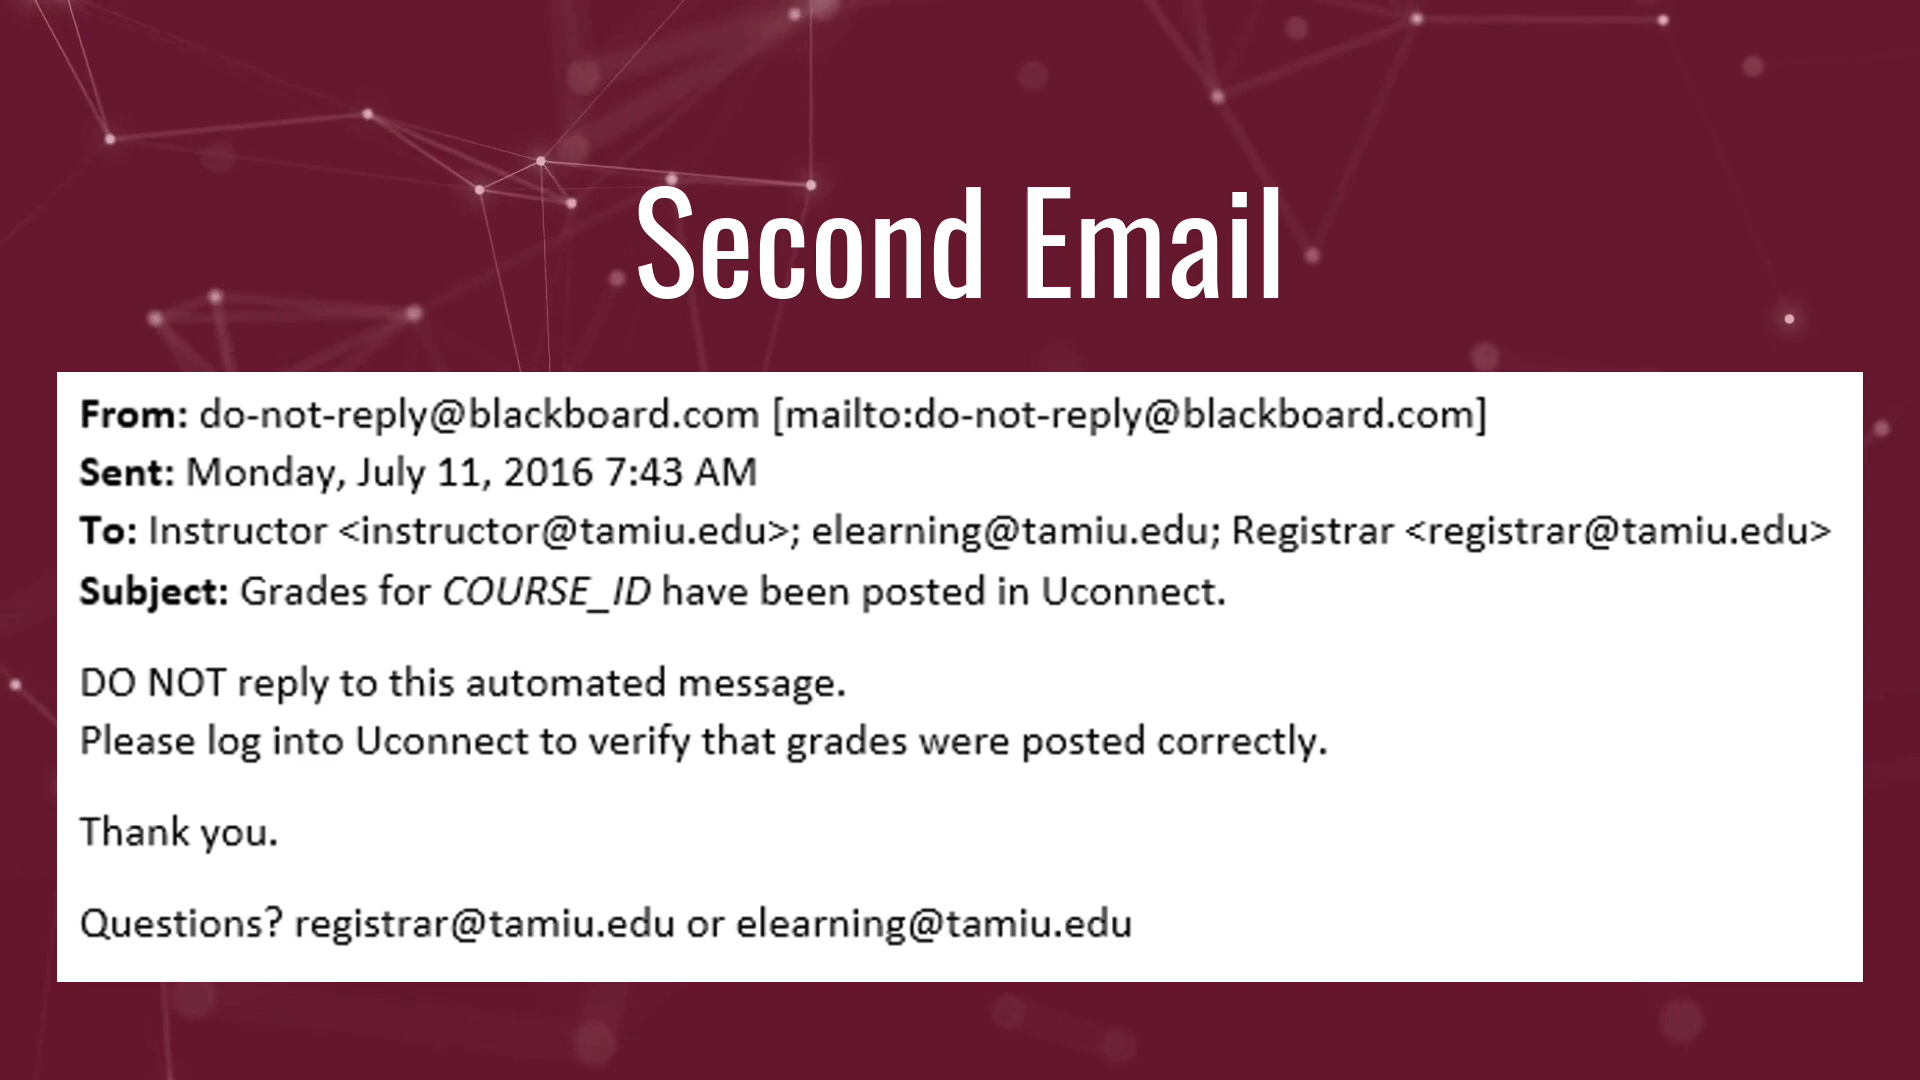 Second Email
From: do-not-reply@blackboard.com [mailto:do-not-reply@blackboard.com]
Sent: Monday, July 11, 2016 7:43 AM
To: Instructor <instructor@tamiu.edu>; elearning@tamiu.edu; Registrar <registrar@tamiu.edu>
Subject: Grades for COURSE_ID have been posted in Uconnect.
DO NOT reply to this automated message.
Please log into Uconnect to verify that grades were posted correctly.
Thank you.
Questions? registrar@tamiu.edu or elearning@tamiu.edu